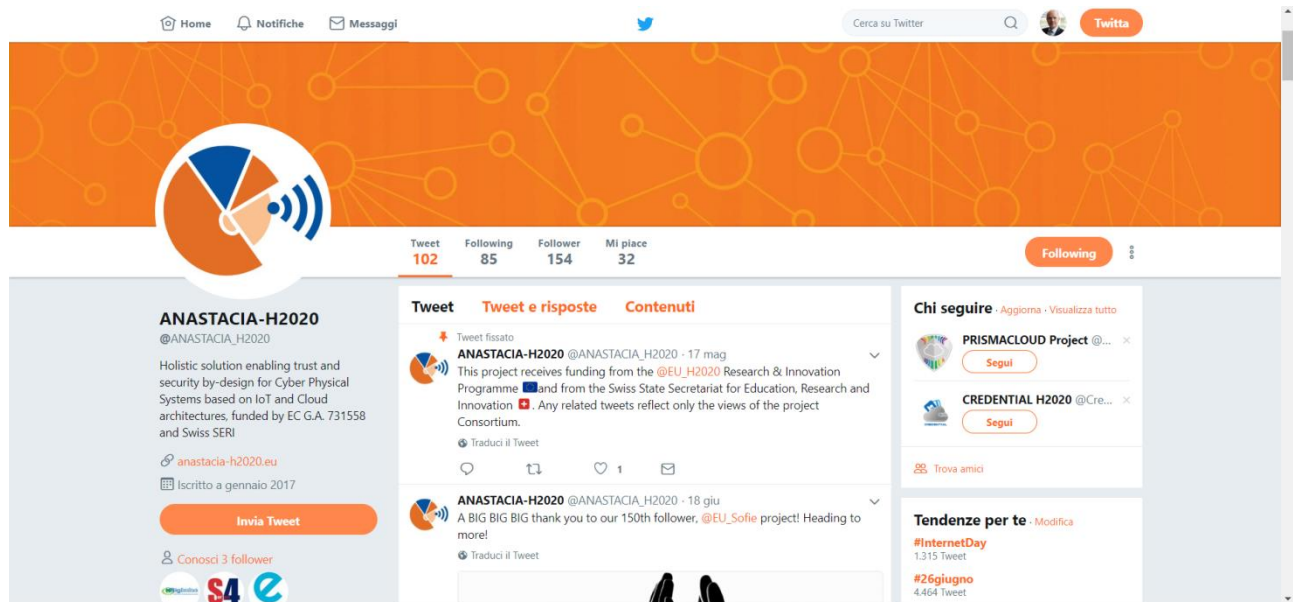 Home Notifiche Messaggi Cerca su Twitter Twitta
Tweet Following Follower Mi piace
102 85 154 32
Following
ANASTACIA-H2020
@ANASTACIA_H2020
Holistic solution enabling trust and
security by-design for Cyber Physical
Systems based on IoT and Cloud
architectures, funded by EC G.A. 731558
and Swiss SERI
anastacia-h2020.eu
Iscritto a gennaio 2017
Invia Tweet
Conosci 3 follower
S4 e
Tweet Tweet e risposte Contenuti
Tweet fissato
ANASTACIA-H2020 @ANASTACIA_H2020 · 17 mag
This project receives funding from the @EU_H2020 Research & Innovation
Programme and from the Swiss State Secretariat for Education, Research and
Innovation . Any related tweets reflect only the views of the project
Consortium.
Traduci il Tweet
1
ANASTACIA-H2020 @ANASTACIA_H2020 · 18 giu
A BIG BIG BIG thank you to our 150th follower, @EU_Sofie project! Heading to
more!
Traduci il Tweet
Chi seguire · Aggiorna · Visualizza tutto
PRISMACLOUD Project @...
Segui
CREDENTIAL H2020 @Cre...
Segui
Trova amici
Tendenze per te · Modifica
#InternetDay
1.315 Tweet
#26giugno
4.464 Tweet